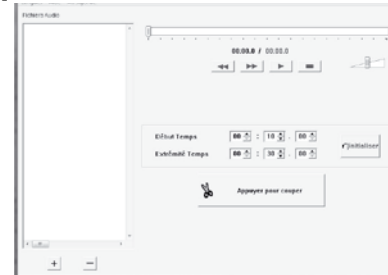 Fichiers Audio
00:00.0 / 00:00.0
Début Temps 00 : 10 . 00
Extrémité Temps 00 : 30 . 00
Initialiser
Appuyer pour couper